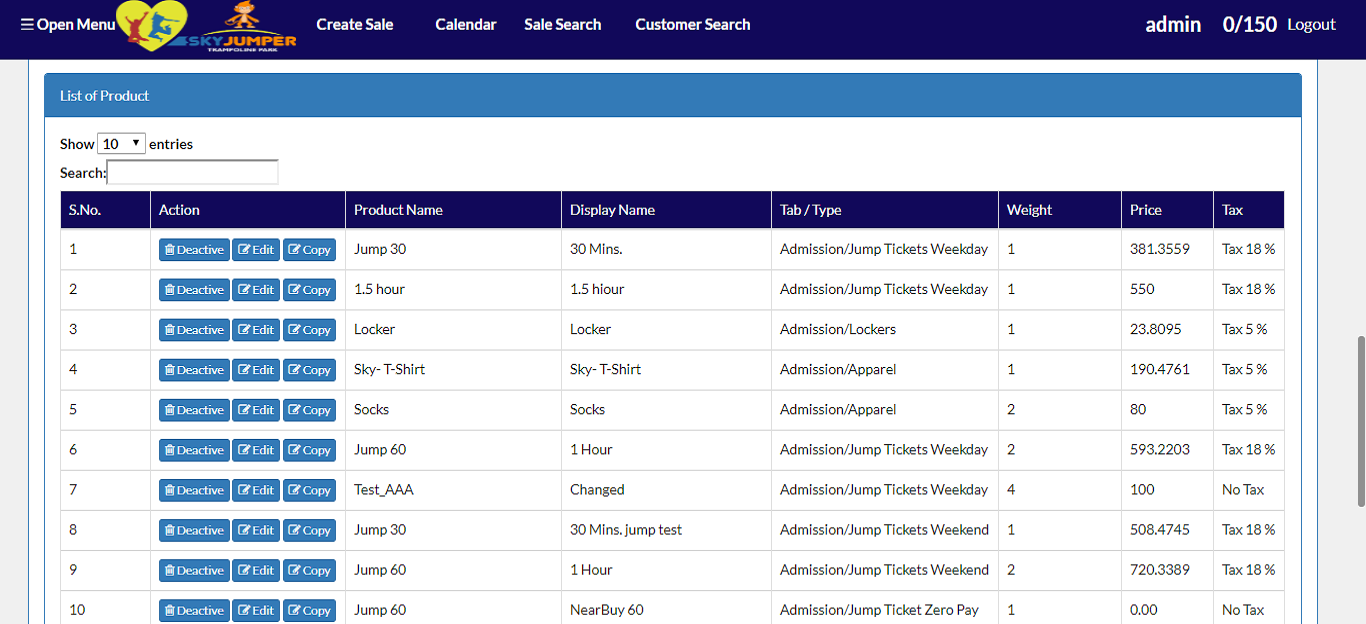 ☰ Open Menu SKYJUMPER TRAMPOLINE PARK Create Sale Calendar Sale Search Customer Search admin 0/150 Logout
List of Product
Show 10 entries
Search:
S.No. Action Product Name Display Name Tab / Type Weight Price Tax
1 Deactive Edit Copy Jump 30 30 Mins. Admission/Jump Tickets Weekday 1 381.3559 Tax 18 %
2 Deactive Edit Copy 1.5 hour 1.5 hiour Admission/Jump Tickets Weekday 1 550 Tax 18 %
3 Deactive Edit Copy Locker Locker Admission/Lockers 1 23.8095 Tax 5 %
4 Deactive Edit Copy Sky- T-Shirt Sky- T-Shirt Admission/Apparel 1 190.4761 Tax 5 %
5 Deactive Edit Copy Socks Socks Admission/Apparel 2 80 Tax 5 %
6 Deactive Edit Copy Jump 60 1 Hour Admission/Jump Tickets Weekday 2 593.2203 Tax 18 %
7 Deactive Edit Copy Test_AAA Changed Admission/Jump Tickets Weekday 4 100 No Tax
8 Deactive Edit Copy Jump 30 30 Mins. jump test Admission/Jump Tickets Weekend 1 508.4745 Tax 18 %
9 Deactive Edit Copy Jump 60 1 Hour Admission/Jump Tickets Weekend 2 720.3389 Tax 18 %
10 Deactive Edit Copy Jump 60 NearBuy 60 Admission/Jump Ticket Zero Pay 1 0.00 No Tax